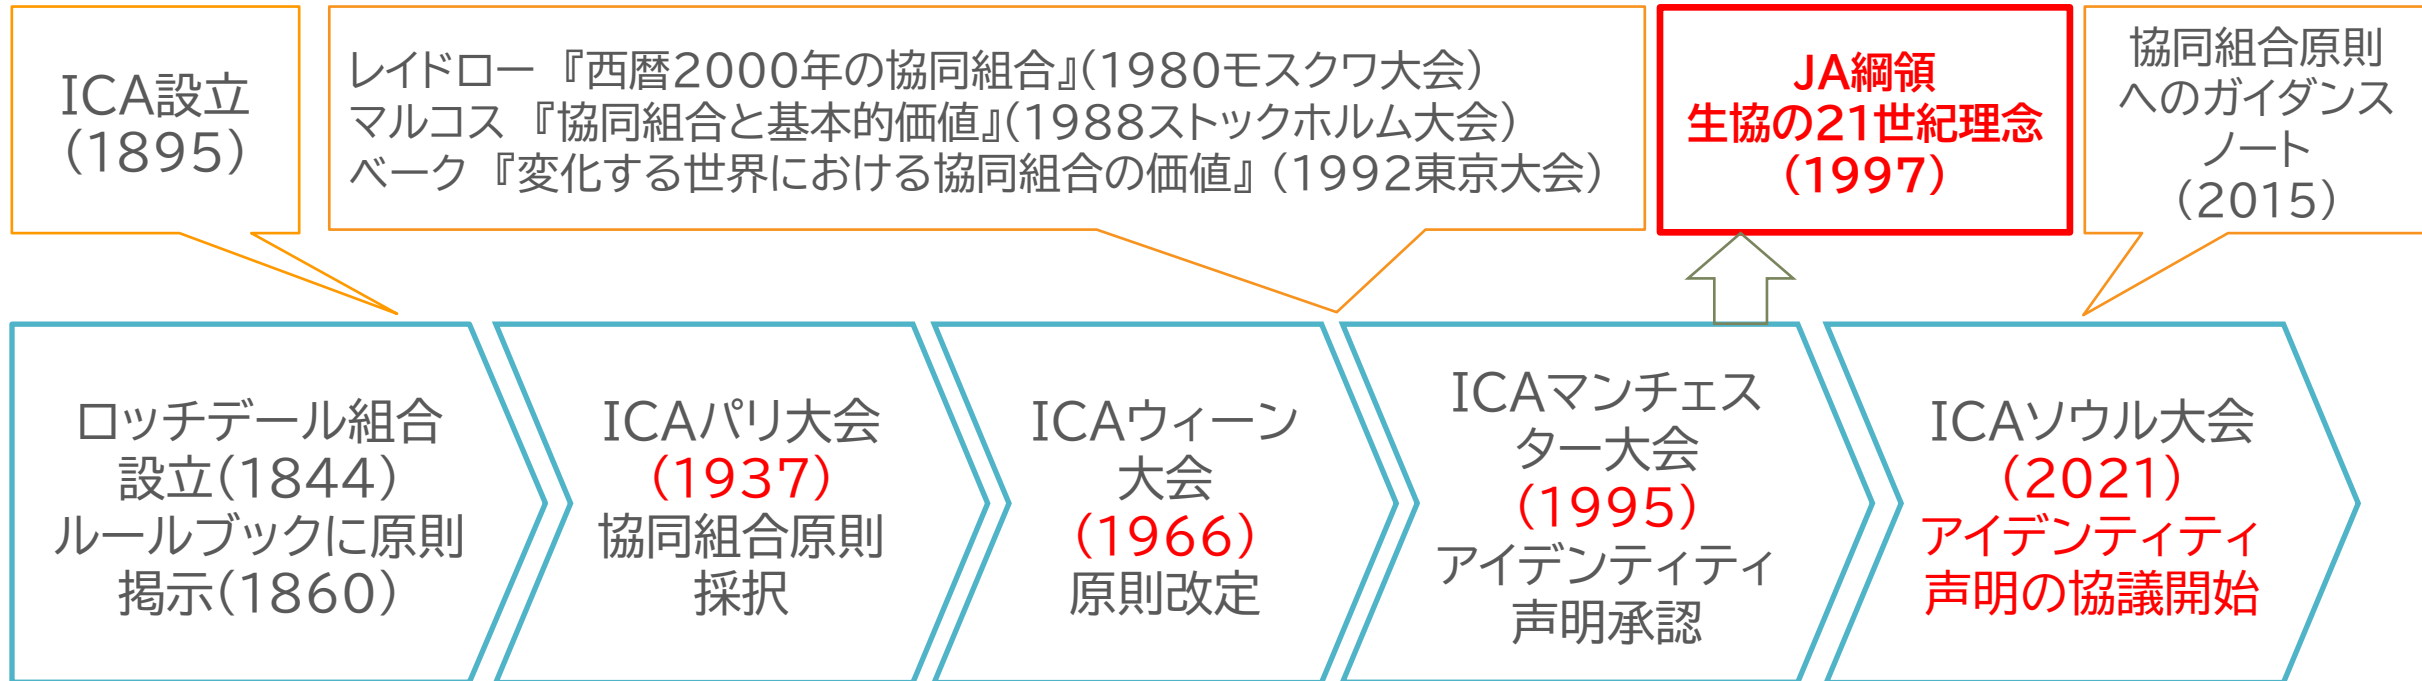 ICA設立
(1895)
レイドロー 『西暦2000年の協同組合』(1980モスクワ大会)
マルコス 『協同組合と基本的価値』(1988ストックホルム大会)
ベーク 『変化する世界における協同組合の価値』 (1992東京大会)
JA綱領
生協の21世紀理念
(1997)
協同組合原則
へのガイダンス
ノート
(2015)
ロッチデール組合
設立(1844)
ルールブックに原則
掲示(1860)
ICAパリ大会
(1937)
協同組合原則
採択
ICAウィーン
大会
(1966)
原則改定
ICAマンチェス
ター大会
(1995)
アイデンティティ
声明承認
ICAソウル大会
(2021)
アイデンティティ
声明の協議開始